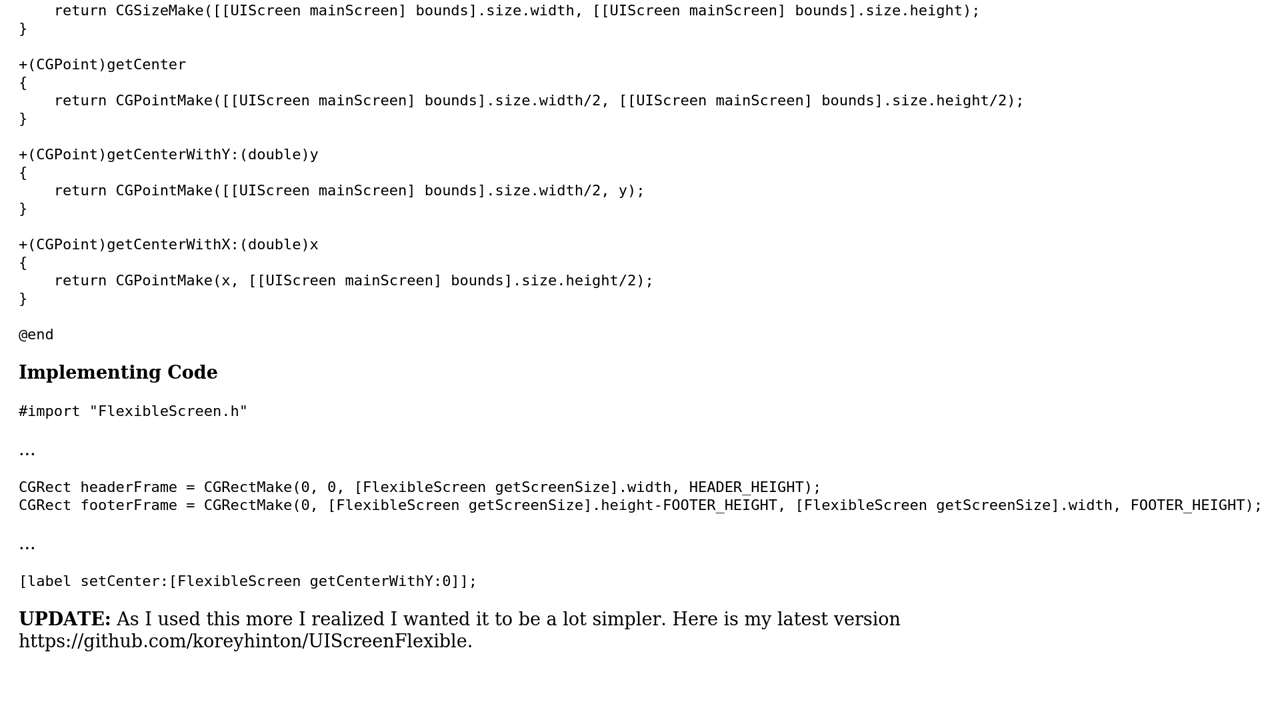 return CGSizeMake([[UIScreen mainScreen] bounds].size.width, [[UIScreen mainScreen] bounds].size.height);
}

+(CGPoint)getCenter
{
    return CGPointMake([[UIScreen mainScreen] bounds].size.width/2, [[UIScreen mainScreen] bounds].size.height/2);
}

+(CGPoint)getCenterWithY:(double)y
{
    return CGPointMake([[UIScreen mainScreen] bounds].size.width/2, y);
}

+(CGPoint)getCenterWithX:(double)x
{
    return CGPointMake(x, [[UIScreen mainScreen] bounds].size.height/2);
}

@end

Implementing Code

#import "FlexibleScreen.h"

...

CGRect headerFrame = CGRectMake(0, 0, [FlexibleScreen getScreenSize].width, HEADER_HEIGHT);
CGRect footerFrame = CGRectMake(0, [FlexibleScreen getScreenSize].height-FOOTER_HEIGHT, [FlexibleScreen getScreenSize].width, FOOTER_HEIGHT);

...

[label setCenter:[FlexibleScreen getCenterWithY:0]];

UPDATE: As I used this more I realized I wanted it to be a lot simpler. Here is my latest version
https://github.com/koreyhinton/UIScreenFlexible.